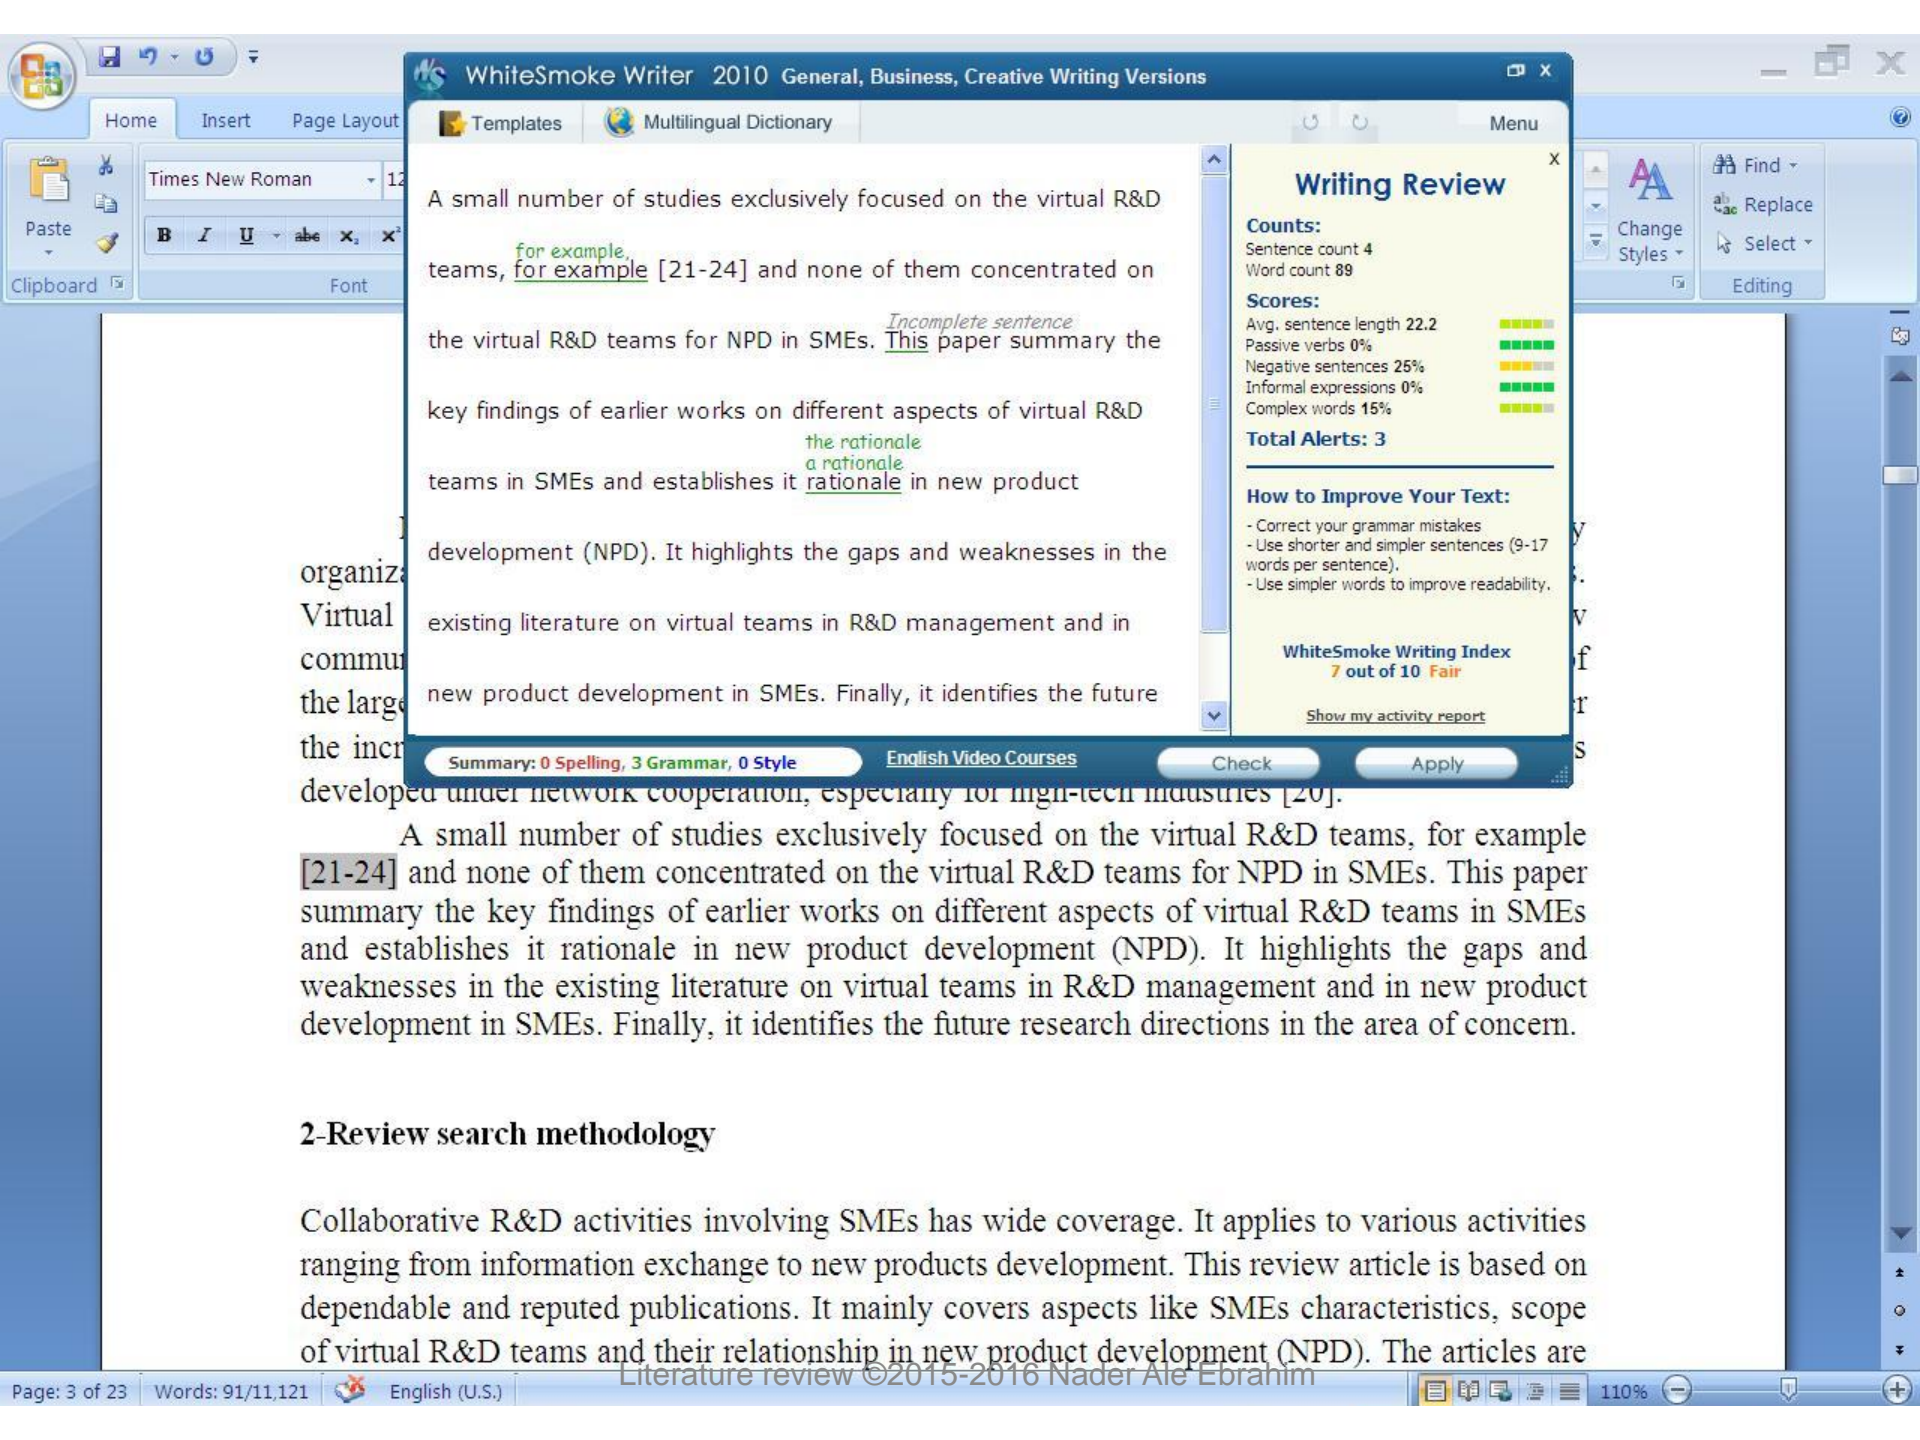 WhiteSmoke Writer 2010 General, Business, Creative Writing Versions
X
Home Insert Page Layout
Templates Multilingual Dictionary Menu
Times New Roman 12
Paste
B I U abc x₂ x²
Clipboard Font
Find
Replace
Select
Change
Styles
Editing
A small number of studies exclusively focused on the virtual R&D
for example,
teams, for example [21-24] and none of them concentrated on
Incomplete sentence
the virtual R&D teams for NPD in SMEs. This paper summary the
key findings of earlier works on different aspects of virtual R&D
the rationale
a rationale
teams in SMEs and establishes it rationale in new product
development (NPD). It highlights the gaps and weaknesses in the
existing literature on virtual teams in R&D management and in
new product development in SMEs. Finally, it identifies the future
X
Writing Review
Counts:
Sentence count 4
Word count 89
Scores:
Avg. sentence length 22.2
Passive verbs 0%
Negative sentences 25%
Informal expressions 0%
Complex words 15%
Total Alerts: 3
How to Improve Your Text:
- Correct your grammar mistakes
- Use shorter and simpler sentences (9-17
words per sentence).
- Use simpler words to improve readability.
WhiteSmoke Writing Index
7 out of 10 Fair
Show my activity report
Summary: 0 Spelling, 3 Grammar, 0 Style English Video Courses Check Apply
Virtual
the
developed under network cooperation, especially for high-tech industries [20].
A small number of studies exclusively focused on the virtual R&D teams, for example
[21-24] and none of them concentrated on the virtual R&D teams for NPD in SMEs. This paper
summary the key findings of earlier works on different aspects of virtual R&D teams in SMEs
and establishes it rationale in new product development (NPD). It highlights the gaps and
weaknesses in the existing literature on virtual teams in R&D management and in new product
development in SMEs. Finally, it identifies the future research directions in the area of concern.
2-Review search methodology
Collaborative R&D activities involving SMEs has wide coverage. It applies to various activities
ranging from information exchange to new products development. This review article is based on
dependable and reputed publications. It mainly covers aspects like SMEs characteristics, scope
of virtual R&D teams and their relationship in new product development (NPD). The articles are
Literature review ©2015-2016 Nader Ale Ebrahim
Page: 3 of 23 Words: 91/11,121 English (U.S.) 110%